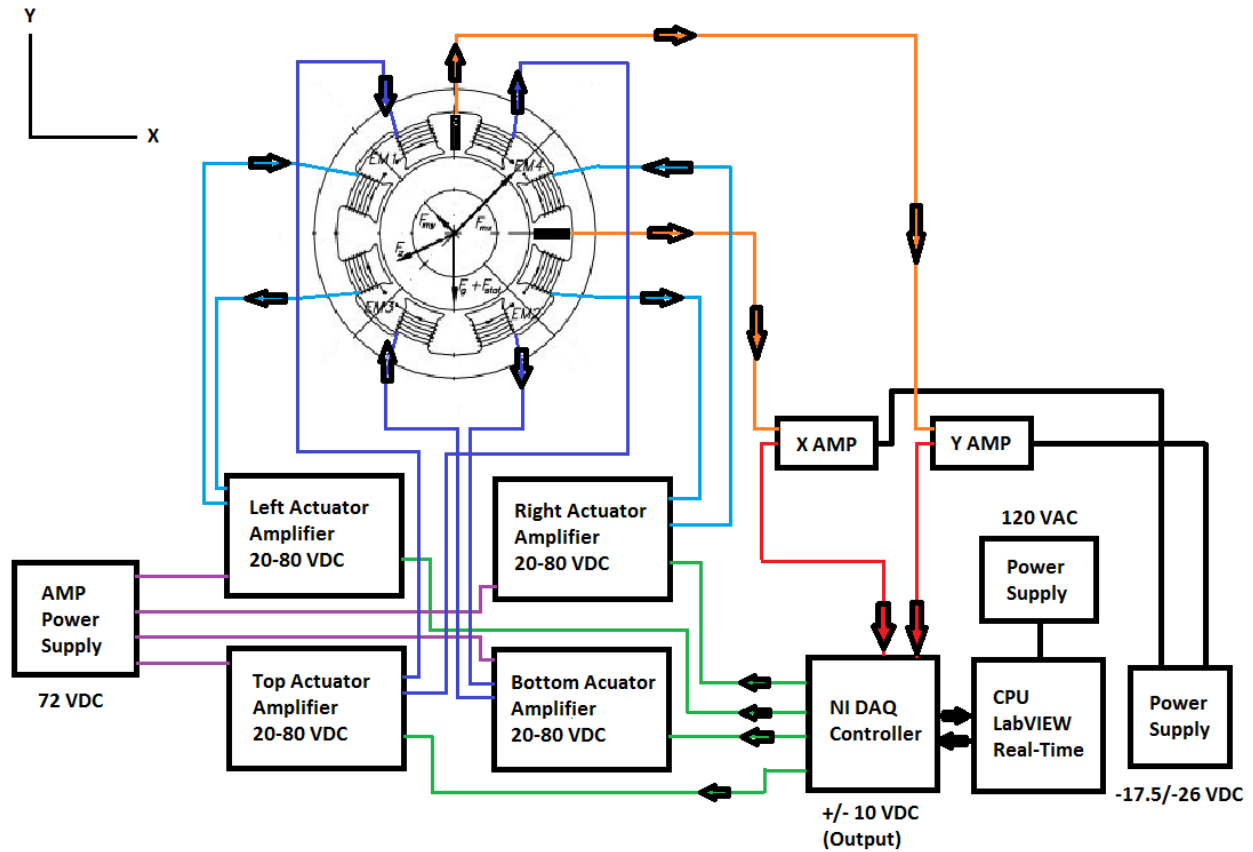 Y
X
EM1
EM4
Fmy
Fmx
Fz
Fg + Fstat
EM3
EM2
X AMP
Y AMP
Left Actuator
Amplifier
20-80 VDC
Right Actuator
Amplifier
20-80 VDC
120 VAC
Power
Supply
AMP
Power
Supply
72 VDC
Top Actuator
Amplifier
20-80 VDC
Bottom Acuator
Amplifier
20-80 VDC
NI DAQ
Controller
+/- 10 VDC
(Output)
CPU
LabVIEW
Real-Time
Power
Supply
-17.5/-26 VDC